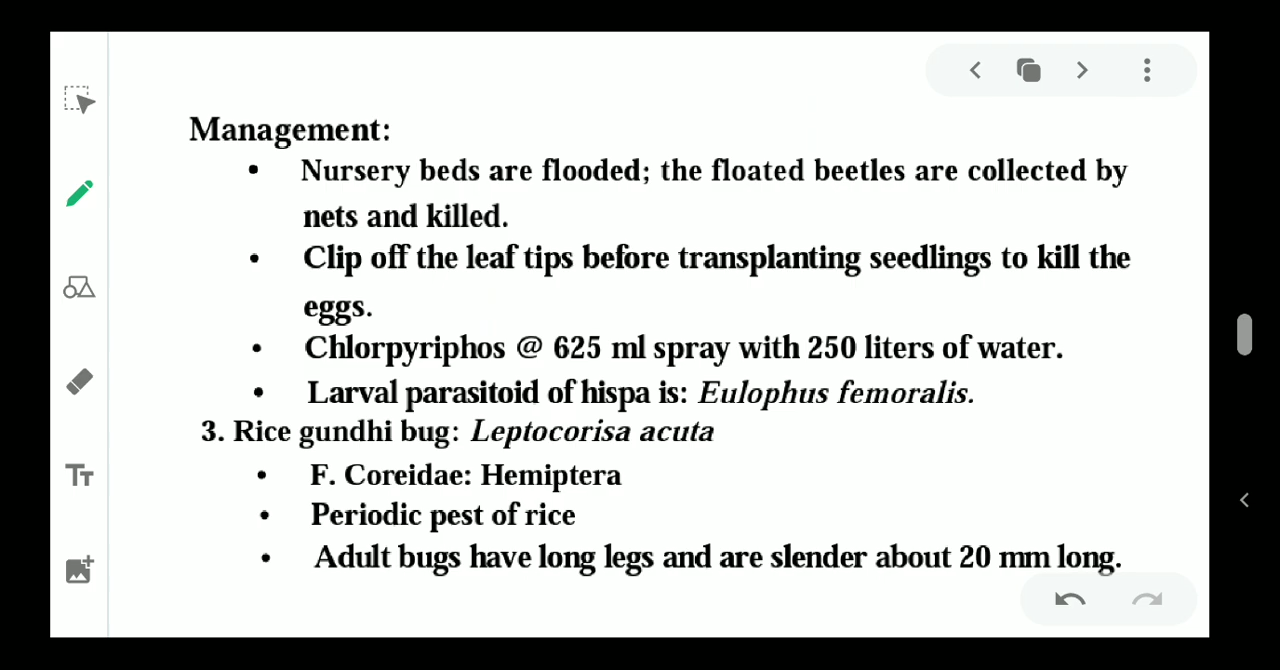 Management:
• Nursery beds are flooded; the floated beetles are collected by
nets and killed.
• Clip off the leaf tips before transplanting seedlings to kill the
eggs.
• Chlorpyriphos @ 625 ml spray with 250 liters of water.
• Larval parasitoid of hispa is: Eulophus femoralis.
3. Rice gundhi bug: Leptocorisa acuta
• F. Coreidae: Hemiptera
• Periodic pest of rice
• Adult bugs have long legs and are slender about 20 mm long.